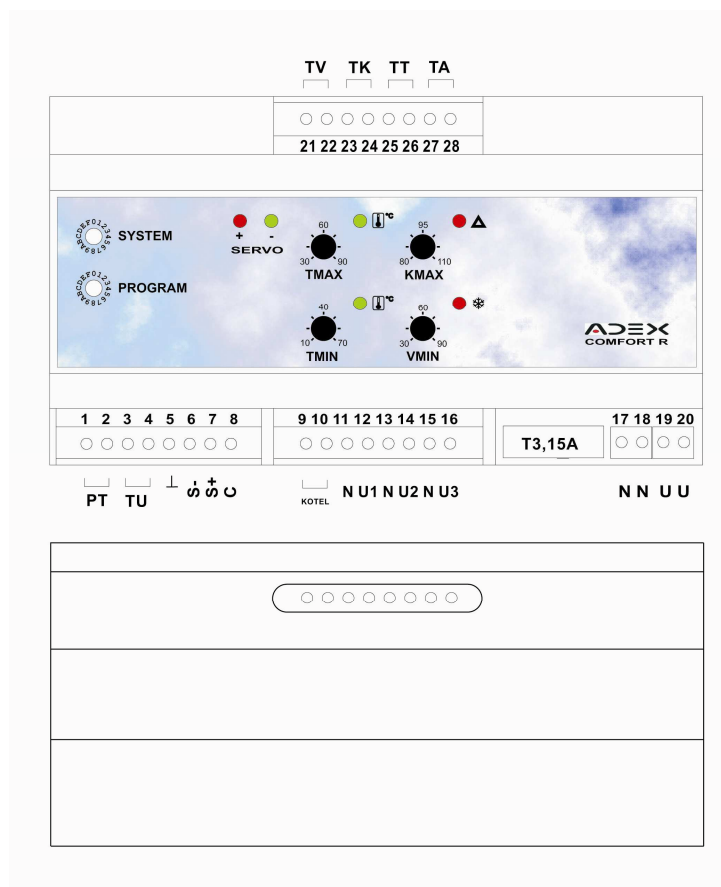 TV TK TT TA
21 22 23 24 25 26 27 28
SYSTEM
PROGRAM
+ -
SERVO
60
30 90
TMAX
°C
95
80 110
KMAX
40
10 70
TMIN
°C
60
30 90
VMIN
ADEX
COMFORT R
1 2 3 4 5 6 7 8
9 10 11 12 13 14 15 16
T3,15A
17 18 19 20
PT TU ⊥ S- S+ C
KOTEL
N U1 N U2 N U3
N N U U